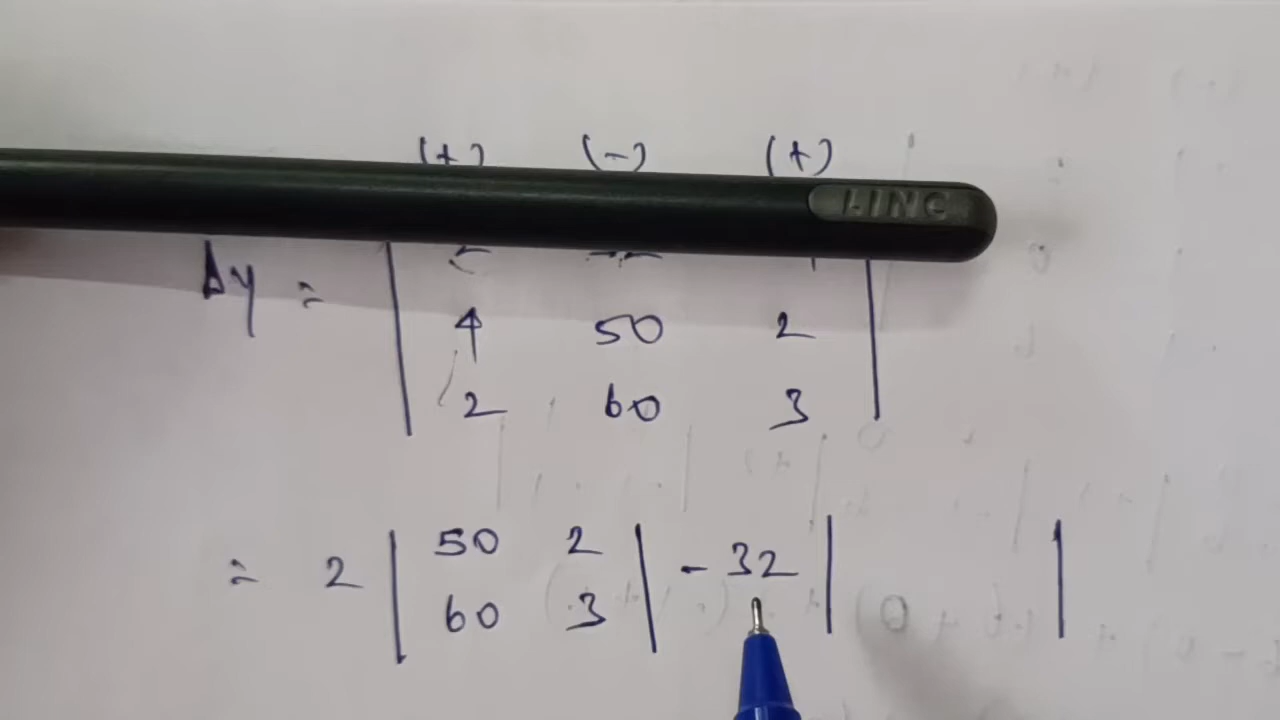 (+) (-) (+)
LINC
Δy =
4 50 2
2 60 3
= 2 | 50 2 | - 32 | |
60 3